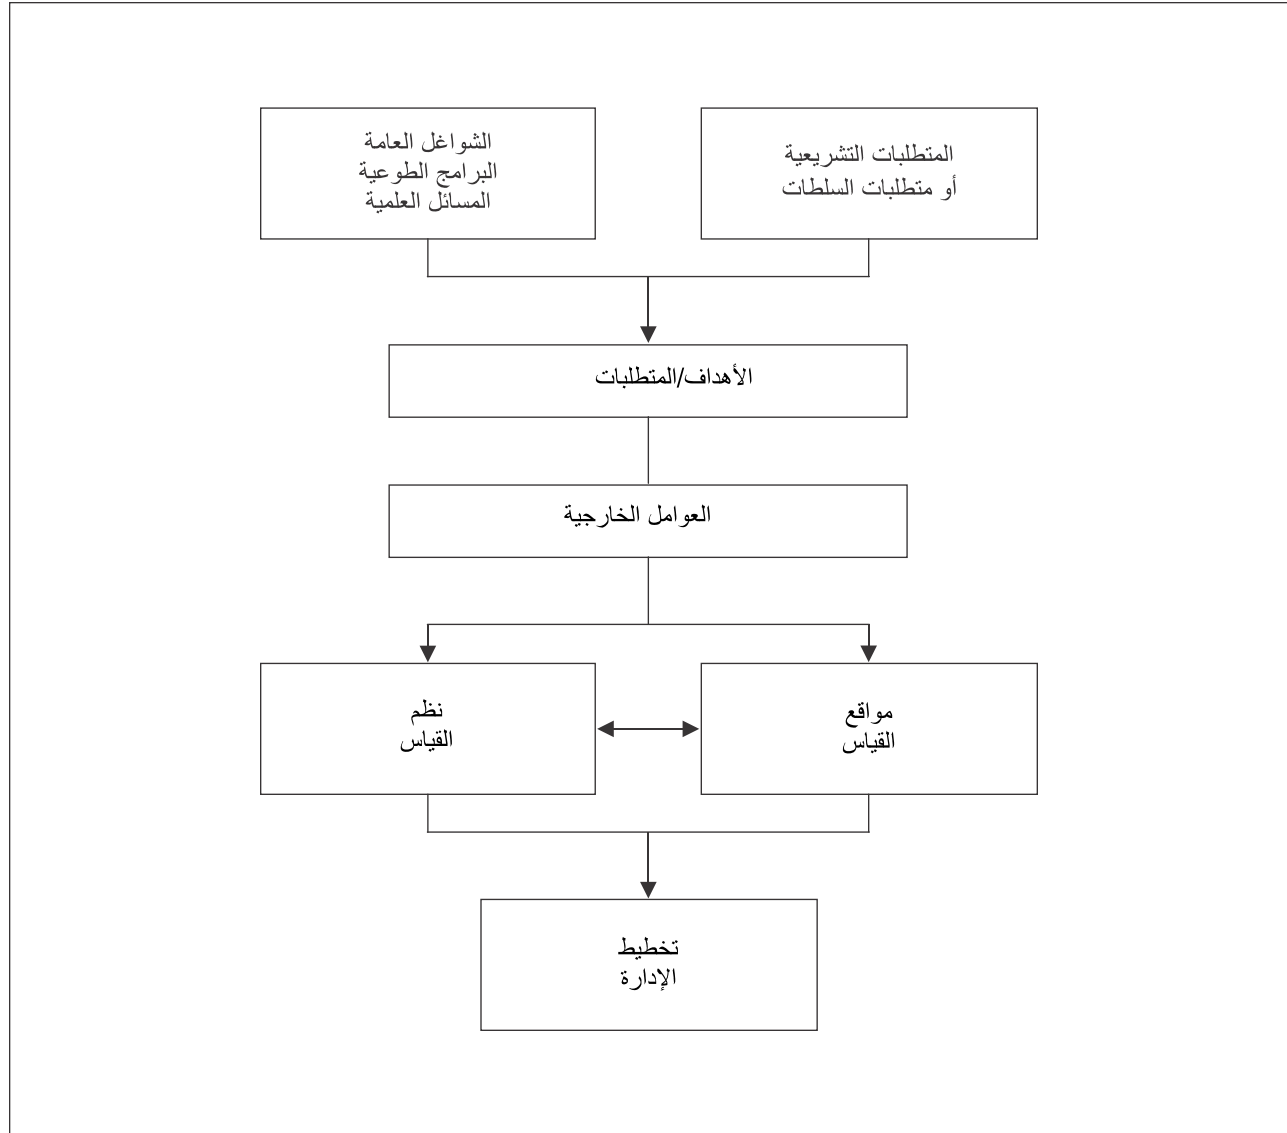 المتطلبات التشريعية
أو متطلبات السلطات
الشواغل العامة
البرامج الطوعية
المسائل العلمية
الأهداف/المتطلبات
العوامل الخارجية
مواقع
القياس
نظم
القياس
تخطيط
الإدارة